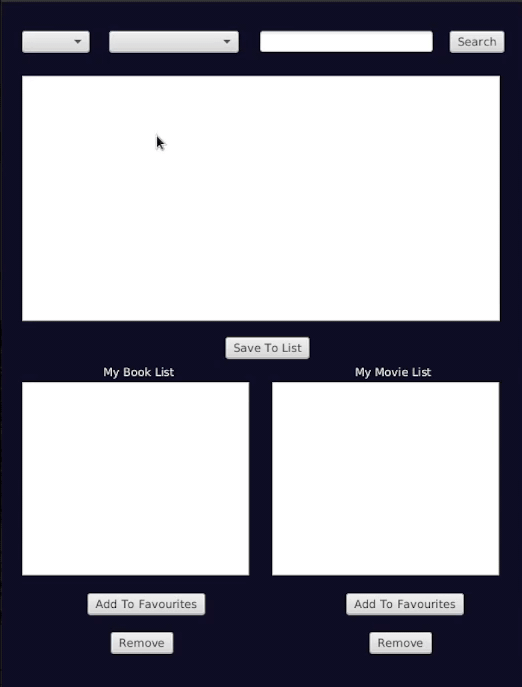 Search
Save To List
My Book List
My Movie List
Add To Favourites
Add To Favourites
Remove
Remove